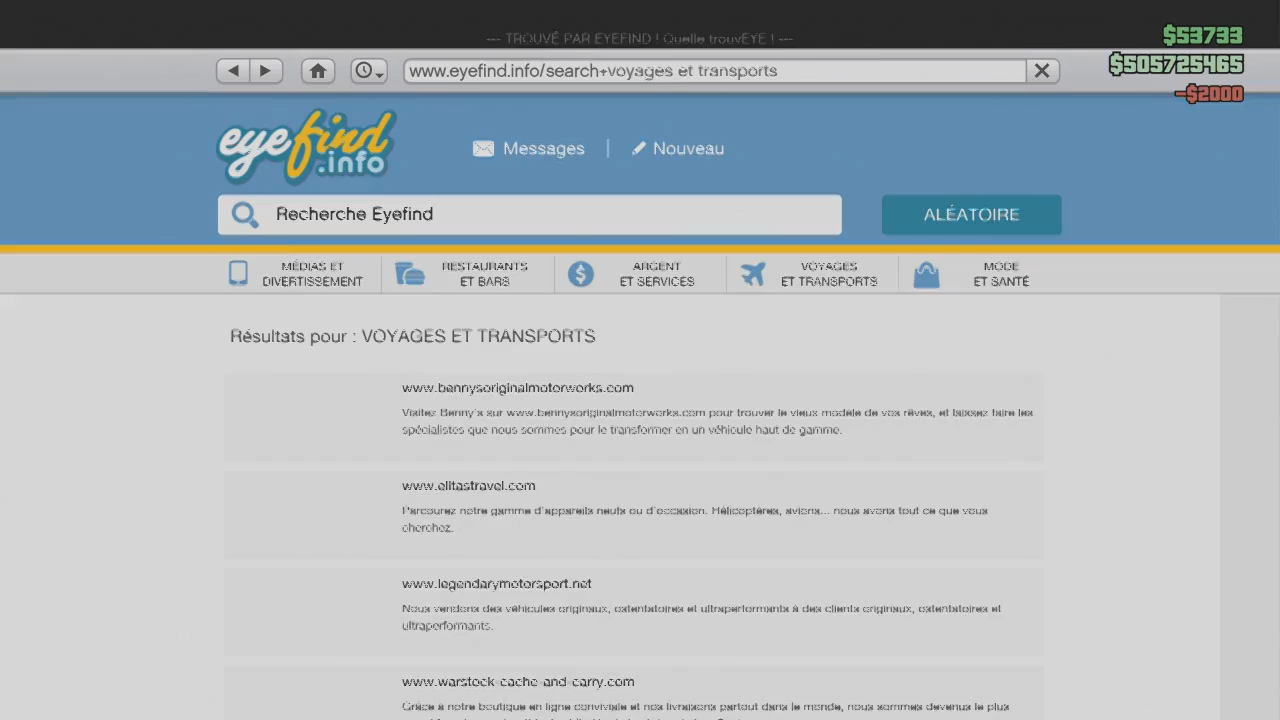 --- TROUVÉ PAR EYEFIND ! Quelle trouvEYE ! ---
$53733
$505725465
-$2000
www.eyefind.info/search+voyages et transports
eyefind.info
Messages | Nouveau
Recherche Eyefind
ALÉATOIRE
MÉDIAS ET
DIVERTISSEMENT
RESTAURANTS
ET BARS
ARGENT
ET SERVICES
VOYAGES
ET TRANSPORTS
MODE
ET SANTÉ
Résultats pour : VOYAGES ET TRANSPORTS
www.bennysoriginalmotorworks.com
Visitez Benny's sur www.bennysoriginalmotorworks.com pour trouver le vieux modèle de vos rêves, et laissez faire les
spécialistes que nous sommes pour le transformer en un véhicule haut de gamme.
www.elitastravel.com
Parcourez notre gamme d'appareils neufs ou d'occasion. Hélicoptères, avions... nous avons tout ce que vous
cherchez.
www.legendarymotorsport.net
Nous vendons des véhicules originaux, ostentatoires et ultraperformants à des clients originaux, ostentatoires et
ultraperformants.
www.warstock-cache-and-carry.com
Grâce à notre boutique en ligne conviviale et nos livraisons partout dans le monde, nous sommes devenus le plus